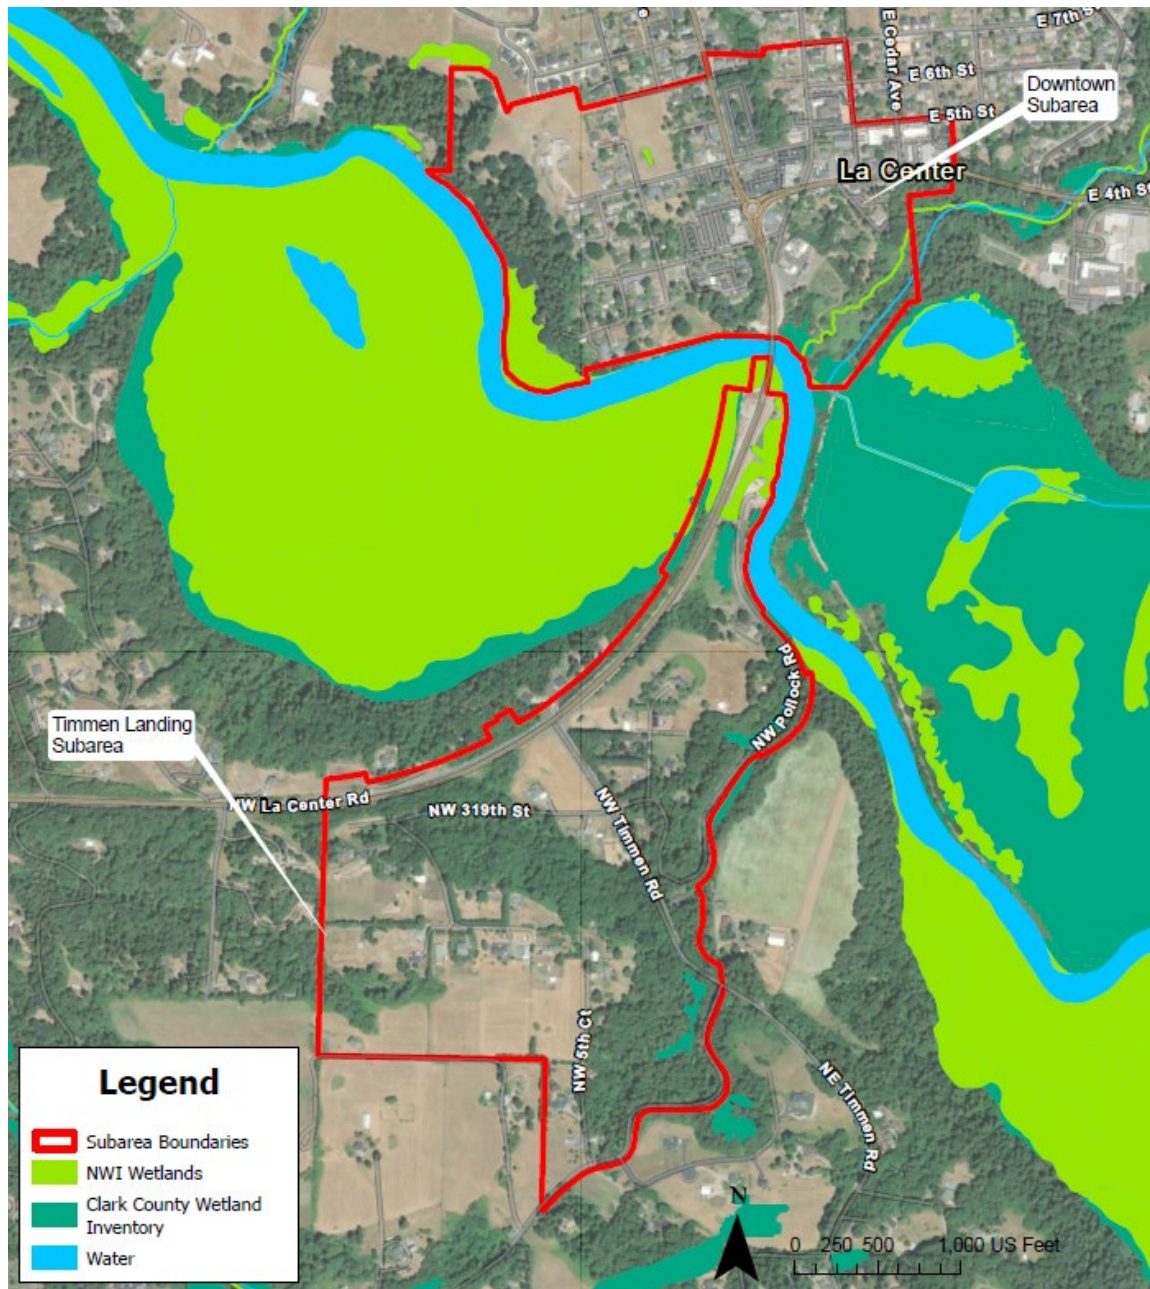 E 7th S
E Cedar Ave
E 6th St
Downtown
Subarea
E 5th St
La Center
E 4th St
NW Pollock Rd
Timmen Landing
Subarea
NW La Center Rd
NW 319th St
NW Timmen Rd
NW 5th Ct
NE Timmen Rd
Legend
Subarea Boundaries
NWI Wetlands
Clark County Wetland
Inventory
Water
N
0 250 500 1,000 US Feet